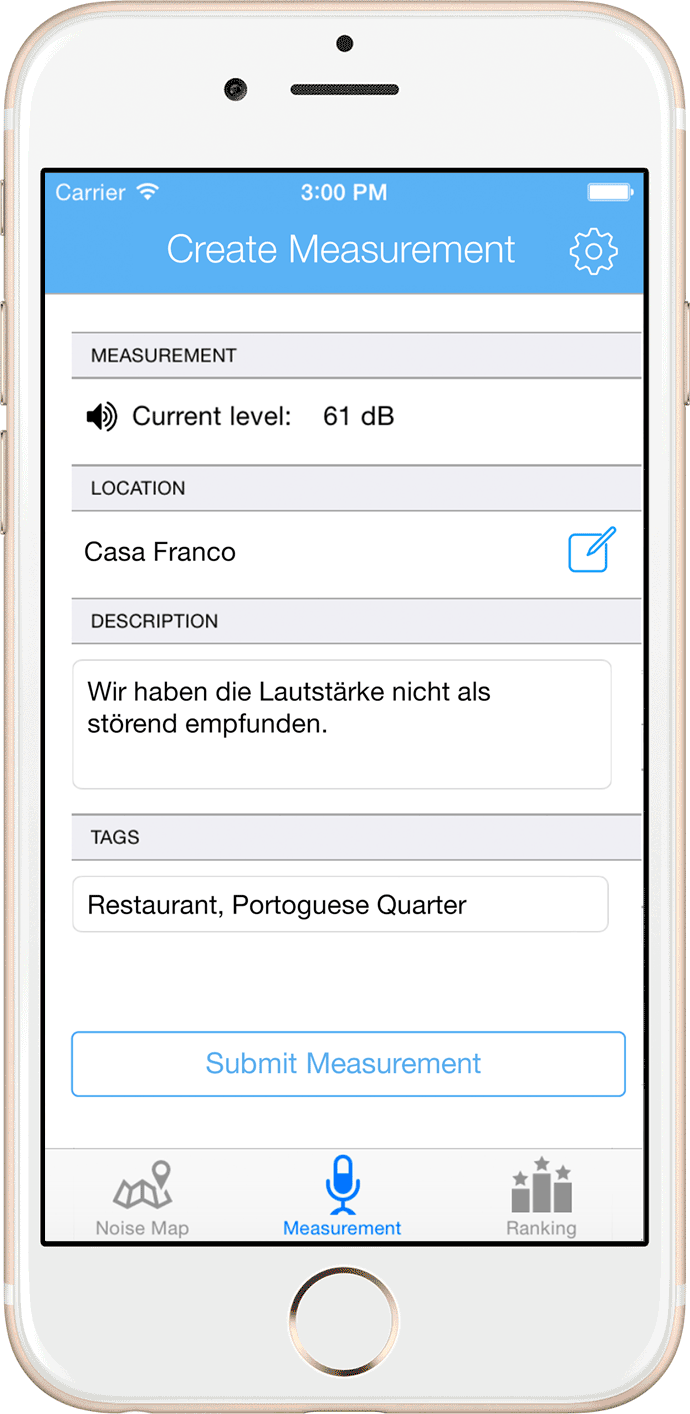 Carrier 3:00 PM
Create Measurement
MEASUREMENT
Current level: 61 dB
LOCATION
Casa Franco
DESCRIPTION
Wir haben die Lautstärke nicht als
störend empfunden.
TAGS
Restaurant, Portoguese Quarter
Submit Measurement
Noise Map Measurement Ranking